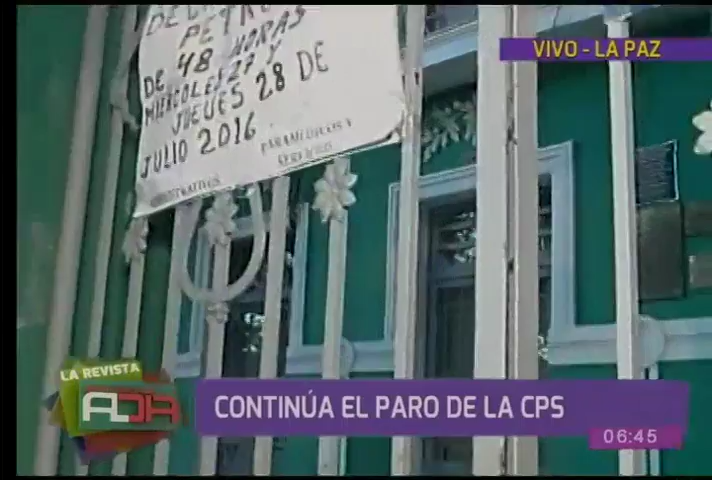 PETRO
DE 48 HORAS
MIERCOLES 27 Y
JUEVES 28 DE
JULIO 2016
PARAMEDICOS Y
SERVICIOS
VIVO - LA PAZ
LA REVISTA
CONTINÚA EL PARO DE LA CPS
06:45